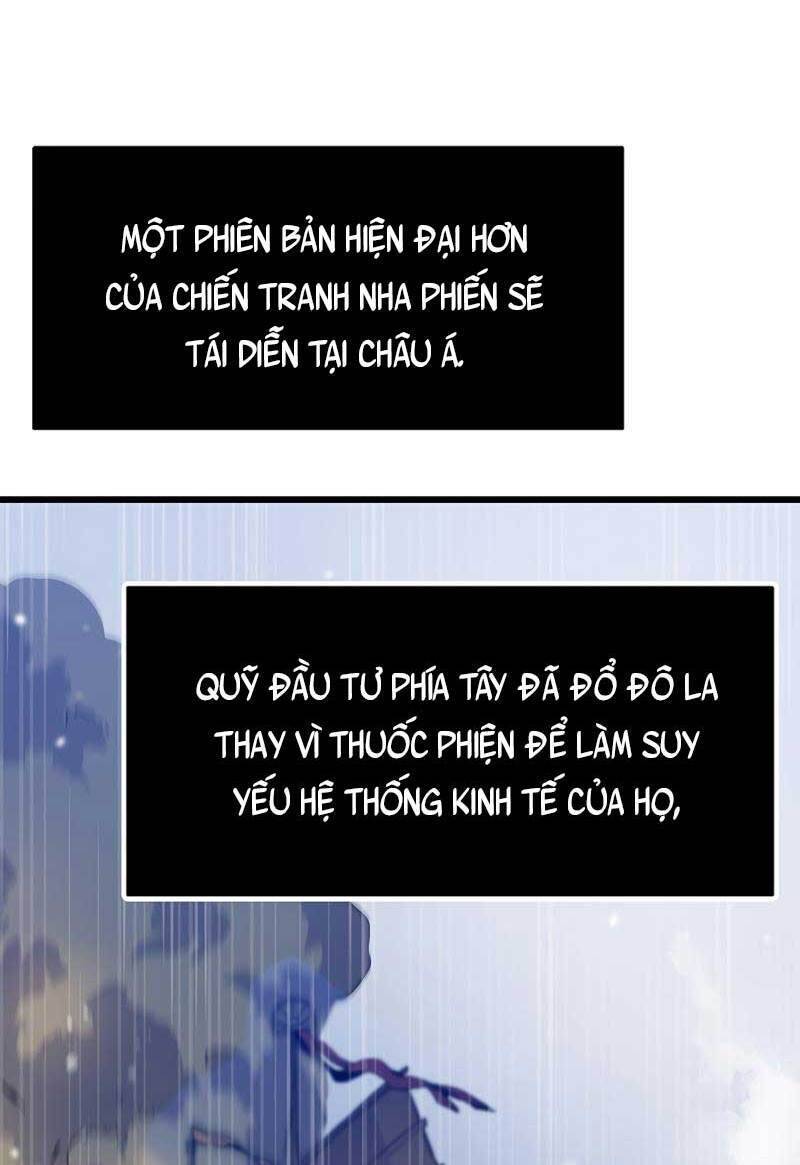 MỘT PHIÊN BẢN HIỆN ĐẠI HƠN
CỦA CHIẾN TRANH NHA PHIẾN SẼ
TÁI DIỄN TẠI CHÂU Á.
QUỸ ĐẦU TƯ PHÍA TÂY ĐÃ ĐỔ ĐÔ LA
THAY VÌ THUỐC PHIỆN ĐỂ LÀM SUY
YẾU HỆ THỐNG KINH TẾ CỦA HỌ,